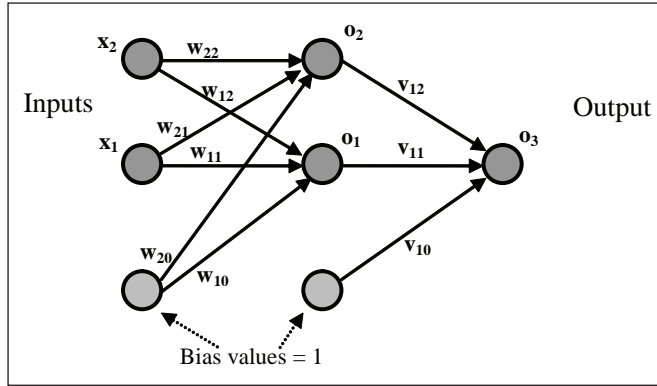 x2
w22
o2
w12
v12
Inputs
Output
w21
x1
o1
o3
w11
v11
w20
w10
v10
Bias values = 1